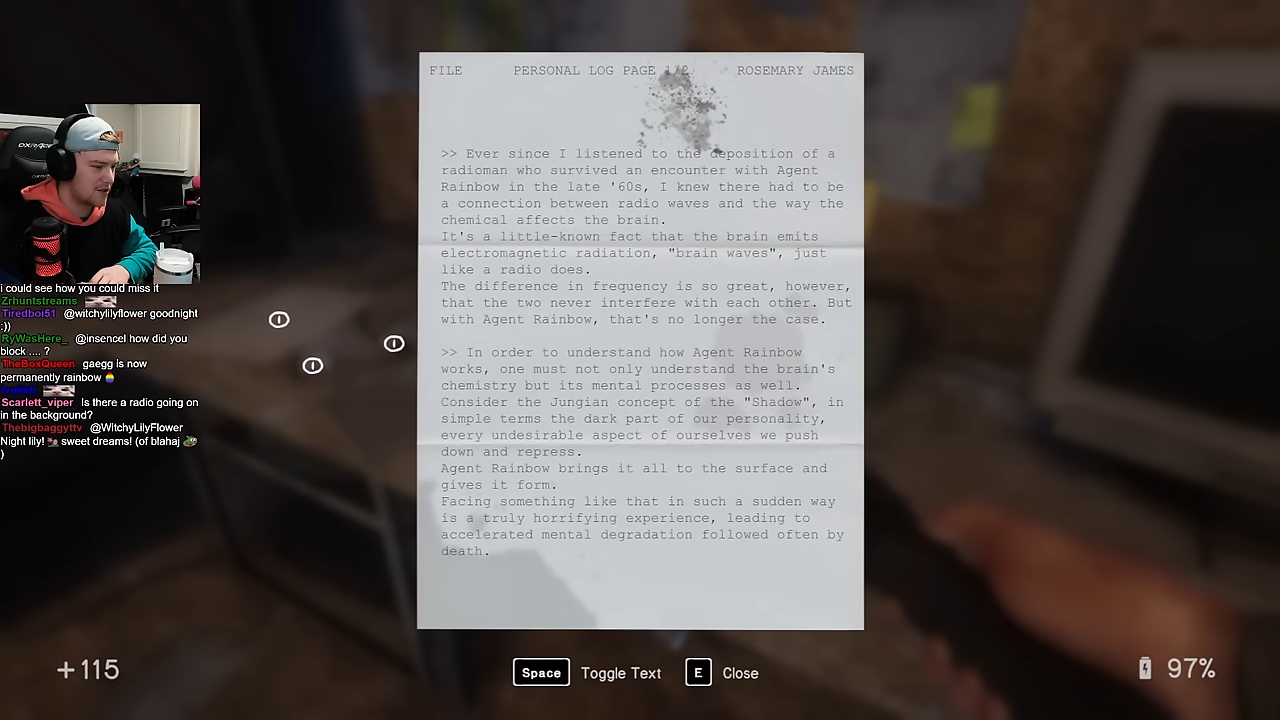 FILE PERSONAL LOG PAGE 1/2 ROSEMARY JAMES
>> Ever since I listened to the deposition of a
radioman who survived an encounter with Agent
Rainbow in the late '60s, I knew there had to be
a connection between radio waves and the way the
chemical affects the brain.
It's a little-known fact that the brain emits
electromagnetic radiation, "brain waves", just
like a radio does.
The difference in frequency is so great, however,
that the two never interfere with each other. But
with Agent Rainbow, that's no longer the case.
>> In order to understand how Agent Rainbow
works, one must not only understand the brain's
chemistry but its mental processes as well.
Consider the Jungian concept of the "Shadow", in
simple terms the dark part of our personality,
every undesirable aspect of ourselves we push
down and repress.
Agent Rainbow brings it all to the surface and
gives it form.
Facing something like that in such a sudden way
is a truly horrifying experience, leading to
accelerated mental degradation followed often by
death.
DXRACER
i could see how you could miss it
Zrhuntstreams
Tiredboi51 @witchylilyflower goodnight
:))
RyWasHere_ @insencel how did you
block .... ?
TheBoxQueen gaegg is now
permanently rainbow
Scarlett_viper Is there a radio going on
in the background?
Thebigbaggyttv @WitchyLilyFlower
Night lily! sweet dreams! (of blahaj
)
+115
Space Toggle Text E Close
97%